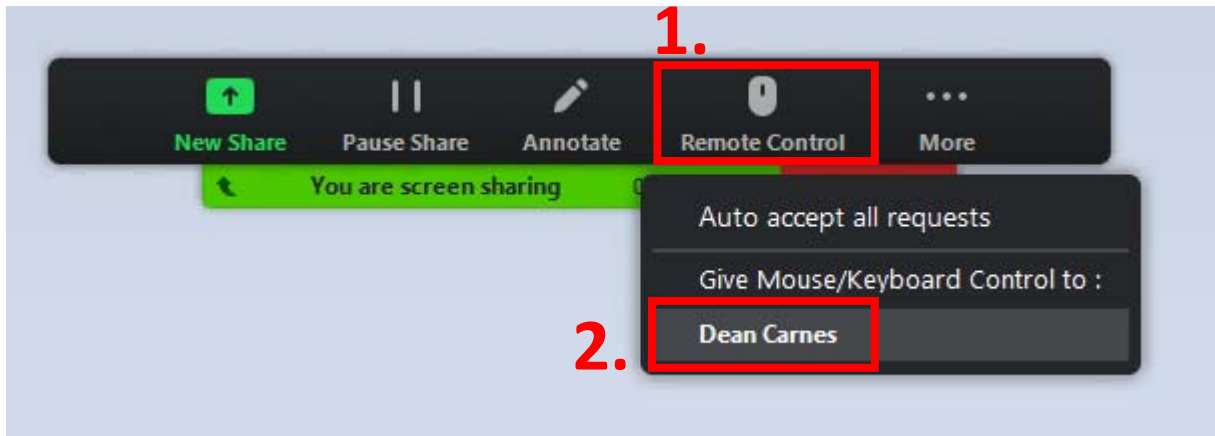 1.
New Share Pause Share Annotate Remote Control More
You are screen sharing
Auto accept all requests
Give Mouse/Keyboard Control to :
2. Dean Carnes